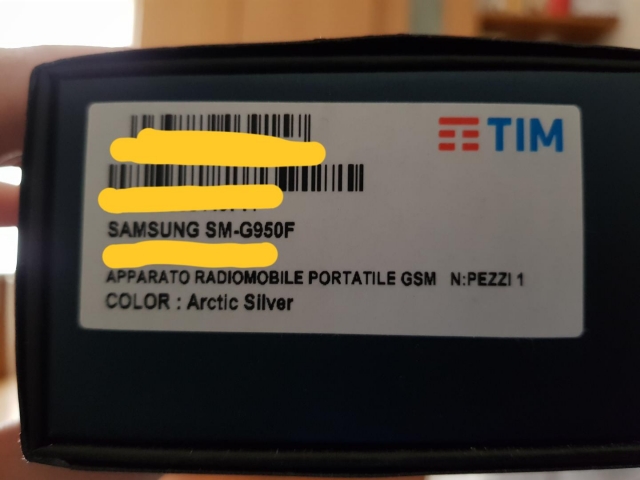 TIM
SAMSUNG SM-G950F
APPARATO RADIOMOBILE PORTATILE GSM N:PEZZI 1
COLOR : Arctic Silver